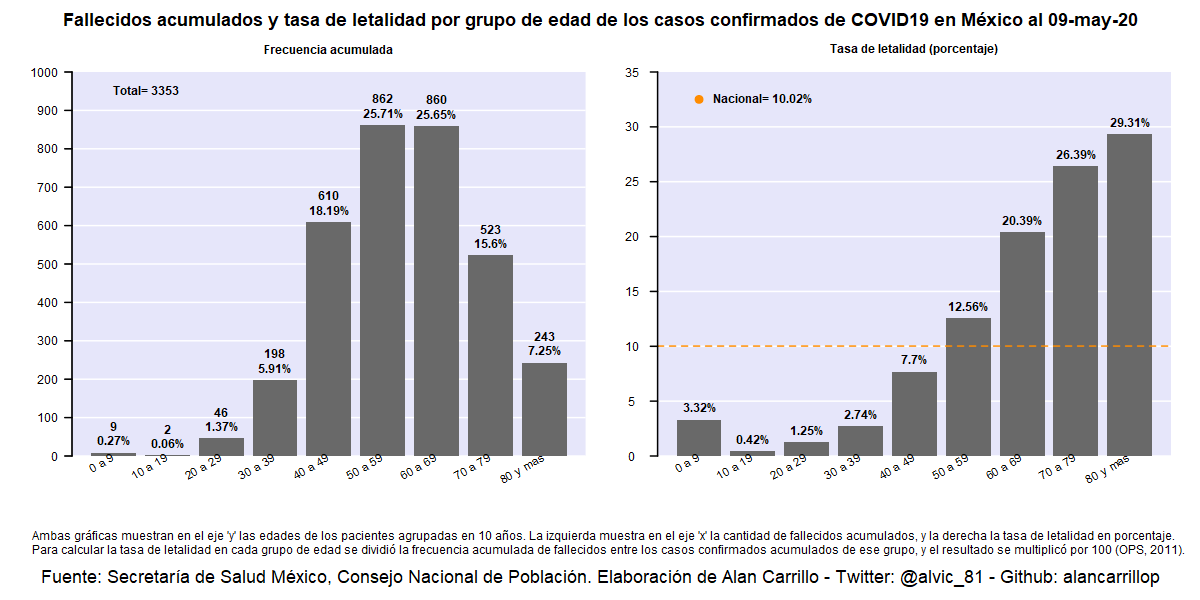 Fallecidos acumulados y tasa de letalidad por grupo de edad de los casos confirmados de COVID19 en México al 09-may-20
Frecuencia acumulada
Total= 3353
1000
900
800
700
600
500
400
300
200
100
0
9
0.27%
2
0.06%
46
1.37%
198
5.91%
610
18.19%
862
25.71%
860
25.65%
523
15.6%
243
7.25%
0 a 9
10 a 19
20 a 29
30 a 39
40 a 49
50 a 59
60 a 69
70 a 79
80 y mas
Tasa de letalidad (porcentaje)
Nacional= 10.02%
35
30
25
20
15
10
5
0
3.32%
0.42%
1.25%
2.74%
7.7%
12.56%
20.39%
26.39%
29.31%
0 a 9
10 a 19
20 a 29
30 a 39
40 a 49
50 a 59
60 a 69
70 a 79
80 y mas
Ambas gráficas muestran en el eje 'y' las edades de los pacientes agrupadas en 10 años. La izquierda muestra en el eje 'x' la cantidad de fallecidos acumulados, y la derecha la tasa de letalidad en porcentaje.
Para calcular la tasa de letalidad en cada grupo de edad se dividió la frecuencia acumulada de fallecidos entre los casos confirmados acumulados de ese grupo, y el resultado se multiplicó por 100 (OPS, 2011).
Fuente: Secretaría de Salud México, Consejo Nacional de Población. Elaboración de Alan Carrillo - Twitter: @alvic_81 - Github: alancarrillop